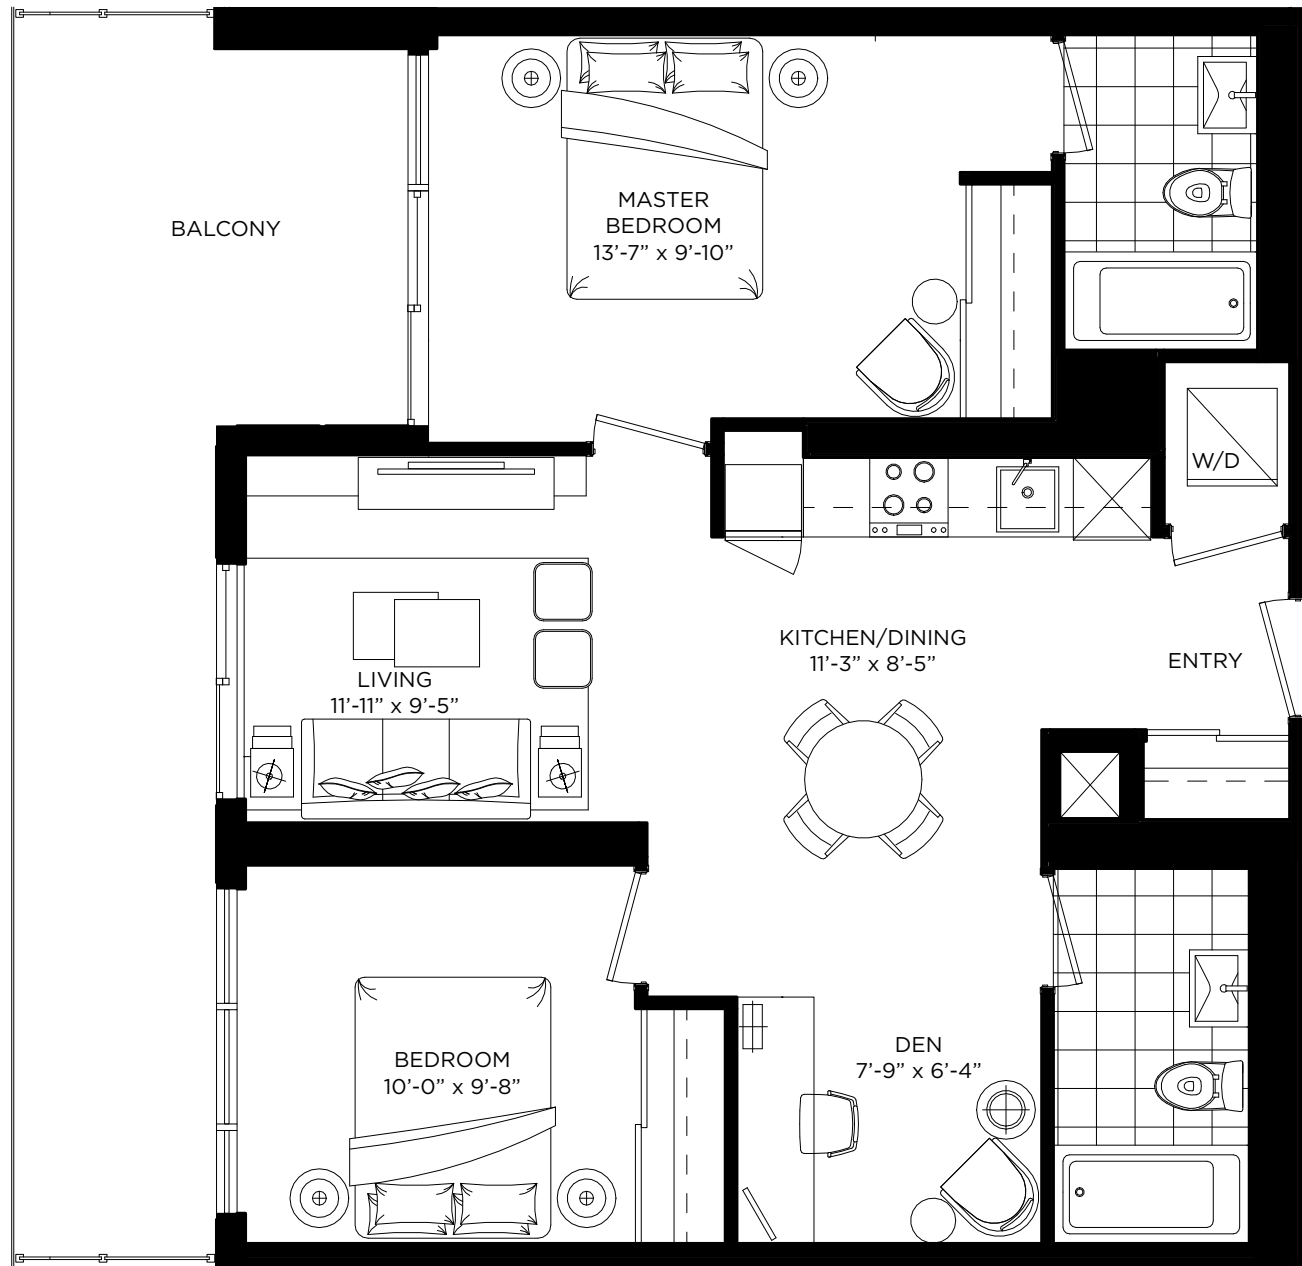 BALCONY
MASTER
BEDROOM
13’-7” x 9’-10”
W/D
KITCHEN/DINING
11’-3” x 8’-5”
ENTRY
LIVING
11’-11” x 9’-5”
BEDROOM
10’-0” x 9’-8”
DEN
7’-9” x 6’-4”